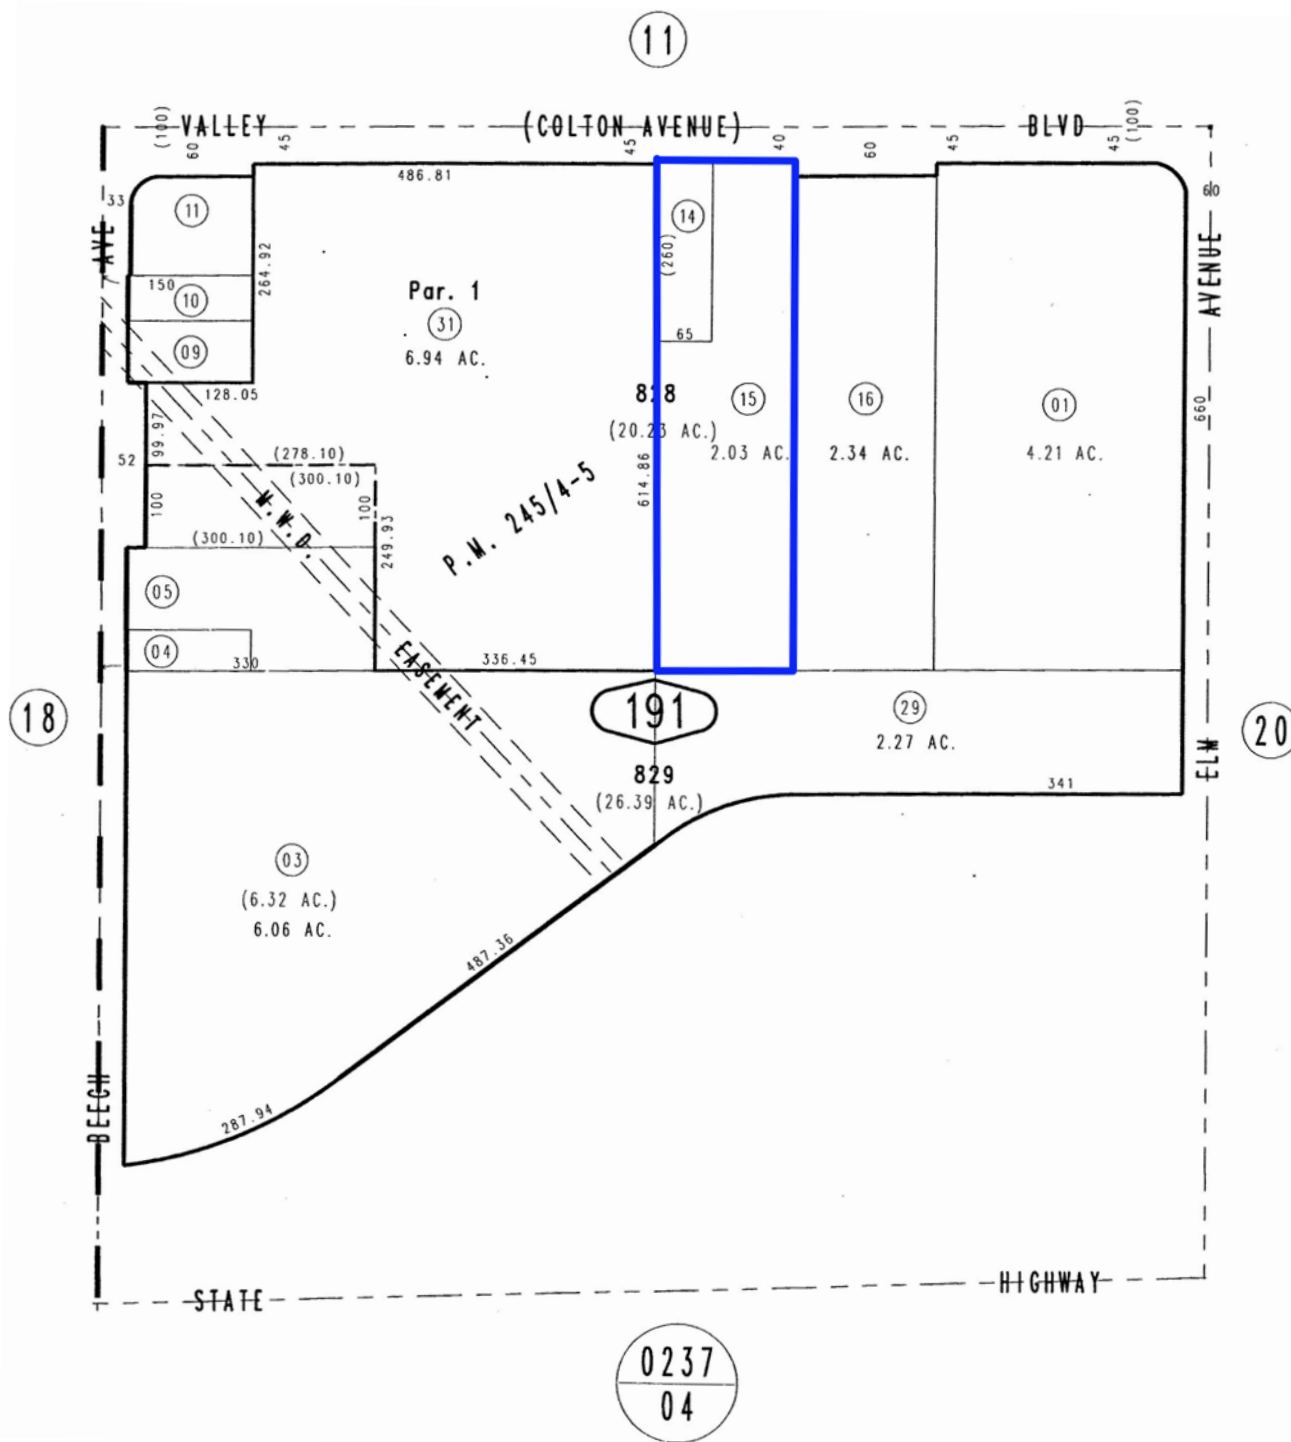 11
VALLEY (COLTON AVENUE) BLVD
(100) 60 45 45 40 60 45 45 (100)
486.81
33 60
11
14
AVE
AVENUE
264.92
(260)
150
10
Par. 1
31
65
09
6.94 AC.
128.05
828
15
16
01
660
99.97
(20.23 AC.)
2.03 AC.
2.34 AC.
4.21 AC.
52
(278.10)
(300.10)
614.86
100
100
W.W.D.
P.M. 245/4-5
(300.10)
249.93
05
04
330
336.45
EASEMENT
18
191
29
20
2.27 AC.
ELM
829
341
(26.39 AC.)
03
(6.32 AC.)
6.06 AC.
487.36
BEECH
287.94
STATE HIGHWAY
0237
04